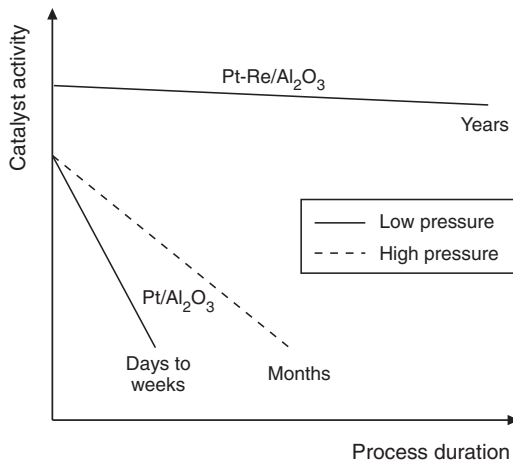 Catalyst activity
Pt-Re/Al₂O₃
Years
Low pressure
High pressure
Pt/Al₂O₃
Days to
weeks
Months
Process duration